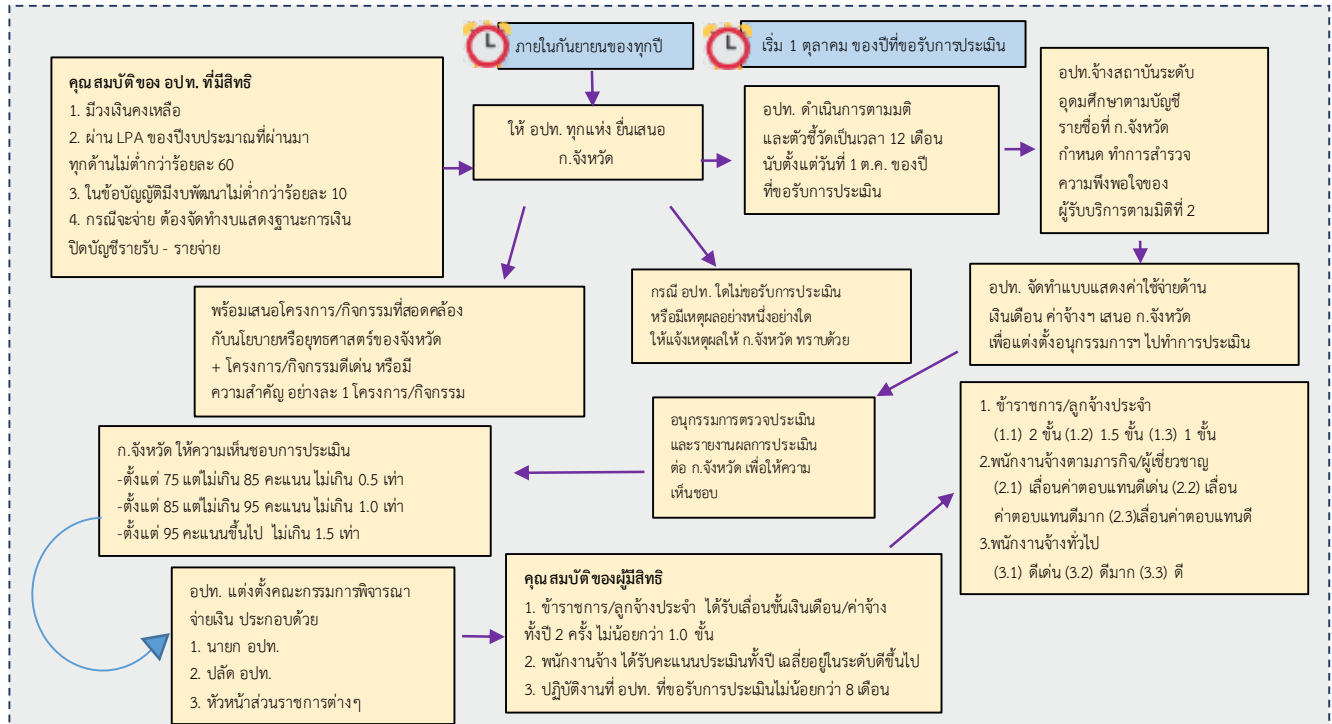 ภายในกันยายนของทุกปี
เริ่ม 1 ตุลาคม ของปีที่ขอรับการประเมิน
คุณสมบัติของ อปท. ที่มีสิทธิ
1. มีวงเงินคงเหลือ
2. ผ่าน LPA ของปีงบประมาณที่ผ่านมา
ทุกด้านไม่ต่ำกว่าร้อยละ 60
3. ในข้อบัญญัติมีงบพัฒนาไม่ต่ำกว่าร้อยละ 10
4. กรณีจะจ่าย ต้องจัดทำงบแสดงฐานะการเงิน
ปิดบัญชีรายรับ - รายจ่าย
ให้ อปท. ทุกแห่ง ยื่นเสนอ
ก.จังหวัด
อปท. ดำเนินการตามมติ
และตัวชี้วัดเป็นเวลา 12 เดือน
นับตั้งแต่วันที่ 1 ต.ค. ของปี
ที่ขอรับการประเมิน
อปท.จ้างสถาบันระดับ
อุดมศึกษาตามบัญชี
รายชื่อที่ ก.จังหวัด
กำหนด ทำการสำรวจ
ความพึงพอใจของ
ผู้รับบริการตามมิติที่ 2
พร้อมเสนอโครงการ/กิจกรรมที่สอดคล้อง
กับนโยบายหรือยุทธศาสตร์ของจังหวัด
+ โครงการ/กิจกรรมดีเด่น หรือมี
ความสำคัญ อย่างละ 1 โครงการ/กิจกรรม
กรณี อปท. ใดไม่ขอรับการประเมิน
หรือมีเหตุผลอย่างหนึ่งอย่างใด
ให้แจ้งเหตุผลให้ ก.จังหวัด ทราบด้วย
อปท. จัดทำแบบแสดงค่าใช้จ่ายด้าน
เงินเดือน ค่าจ้างฯ เสนอ ก.จังหวัด
เพื่อแต่งตั้งอนุกรรมการฯ ไปทำการประเมิน
อนุกรรมการตรวจประเมิน
และรายงานผลการประเมิน
ต่อ ก.จังหวัด เพื่อให้ความ
เห็นชอบ
ก.จังหวัด ให้ความเห็นชอบการประเมิน
-ตั้งแต่ 75 แต่ไม่เกิน 85 คะแนน ไม่เกิน 0.5 เท่า
-ตั้งแต่ 85 แต่ไม่เกิน 95 คะแนน ไม่เกิน 1.0 เท่า
-ตั้งแต่ 95 คะแนนขึ้นไป ไม่เกิน 1.5 เท่า
อปท. แต่งตั้งคณะกรรมการพิจารณา
จ่ายเงิน ประกอบด้วย
1. นายก อปท.
2. ปลัด อปท.
3. หัวหน้าส่วนราชการต่างๆ
คุณสมบัติของผู้มีสิทธิ
1. ข้าราชการ/ลูกจ้างประจำ ได้รับเลื่อนขั้นเงินเดือน/ค่าจ้าง
ทั้งปี 2 ครั้ง ไม่น้อยกว่า 1.0 ขั้น
2. พนักงานจ้าง ได้รับคะแนนประเมินทั้งปี เฉลี่ยอยู่ในระดับดีขึ้นไป
3. ปฏิบัติงานที่ อปท. ที่ขอรับการประเมินไม่น้อยกว่า 8 เดือน
1. ข้าราชการ/ลูกจ้างประจำ
(1.1) 2 ขั้น (1.2) 1.5 ขั้น (1.3) 1 ขั้น
2.พนักงานจ้างตามภารกิจ/ผู้เชี่ยวชาญ
(2.1) เลื่อนค่าตอบแทนดีเด่น (2.2) เลื่อน
ค่าตอบแทนดีมาก (2.3)เลื่อนค่าตอบแทนดี
3.พนักงานจ้างทั่วไป
(3.1) ดีเด่น (3.2) ดีมาก (3.3) ดี